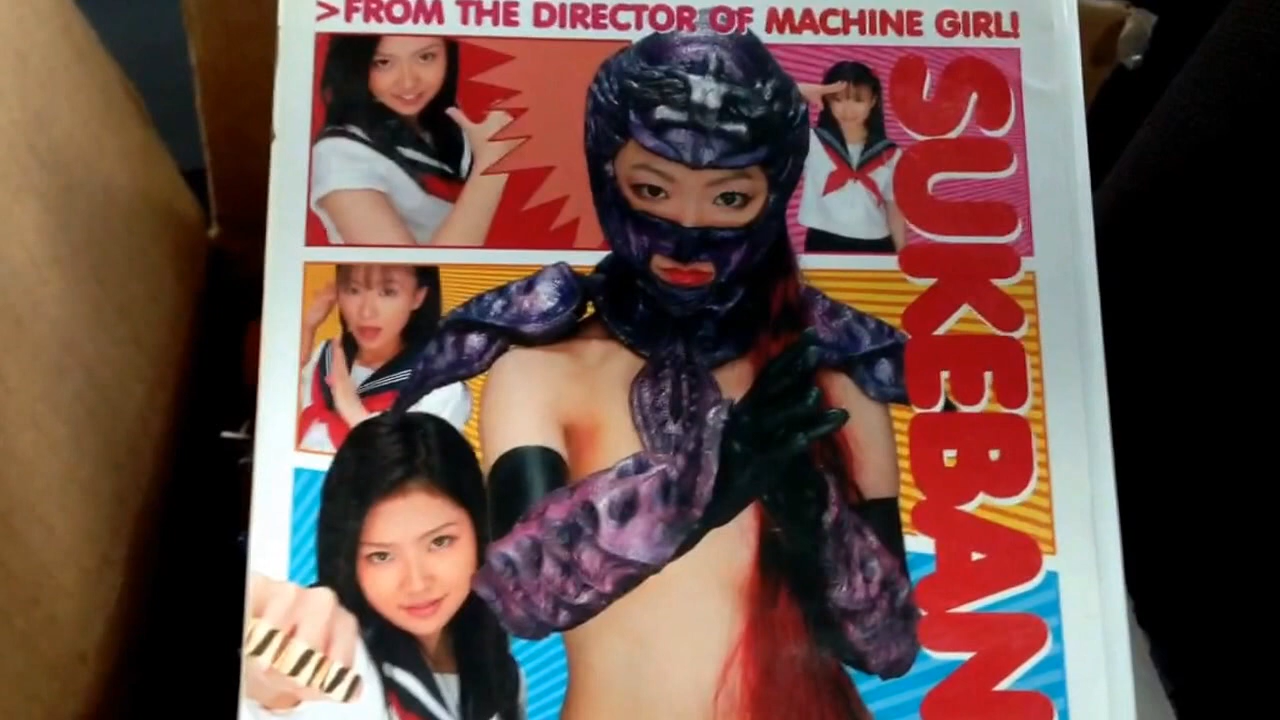 >FROM THE DIRECTOR OF MACHINE GIRL!
SUKEBAN